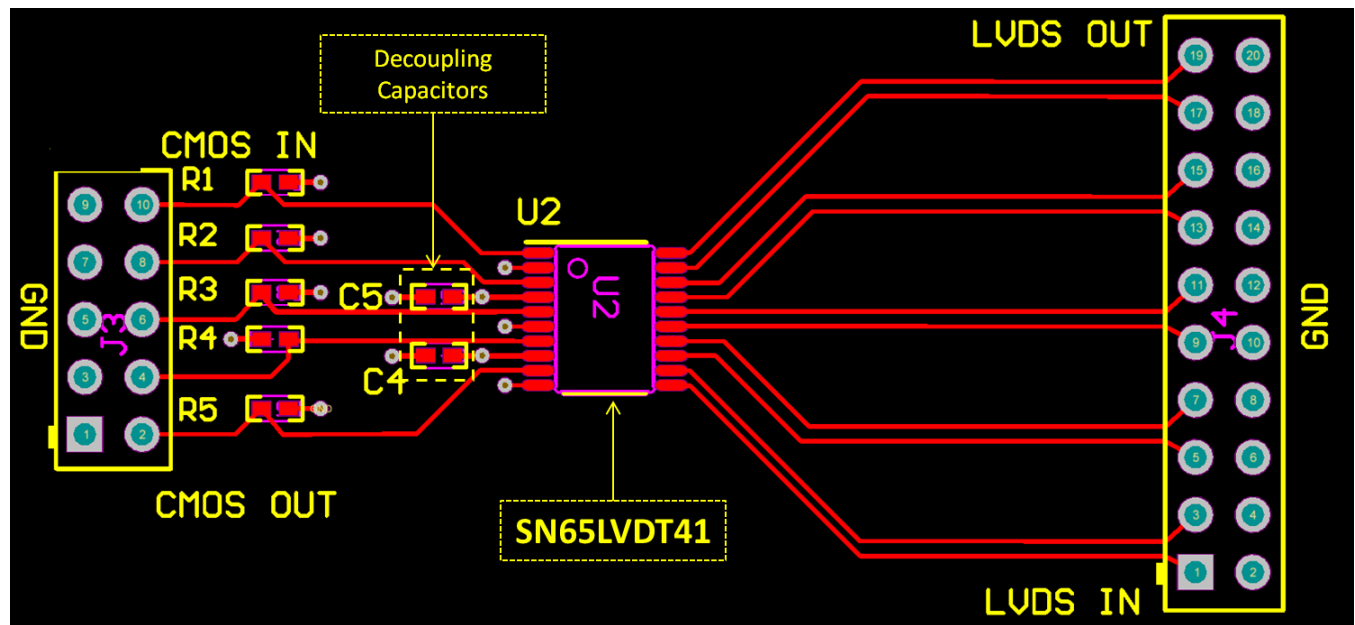 LVDS OUT
Decoupling
Capacitors
19 20
17 18
CMOS IN
R1
15 16
9 10
U2
13 14
R2
7 8
U2
C5
R3
GND
11 12
J3
5 6
J4
GND
R4
9 10
3 4
C4
R5
7 8
1 2
5 6
CMOS OUT
3 4
SN65LVDT41
1 2
LVDS IN